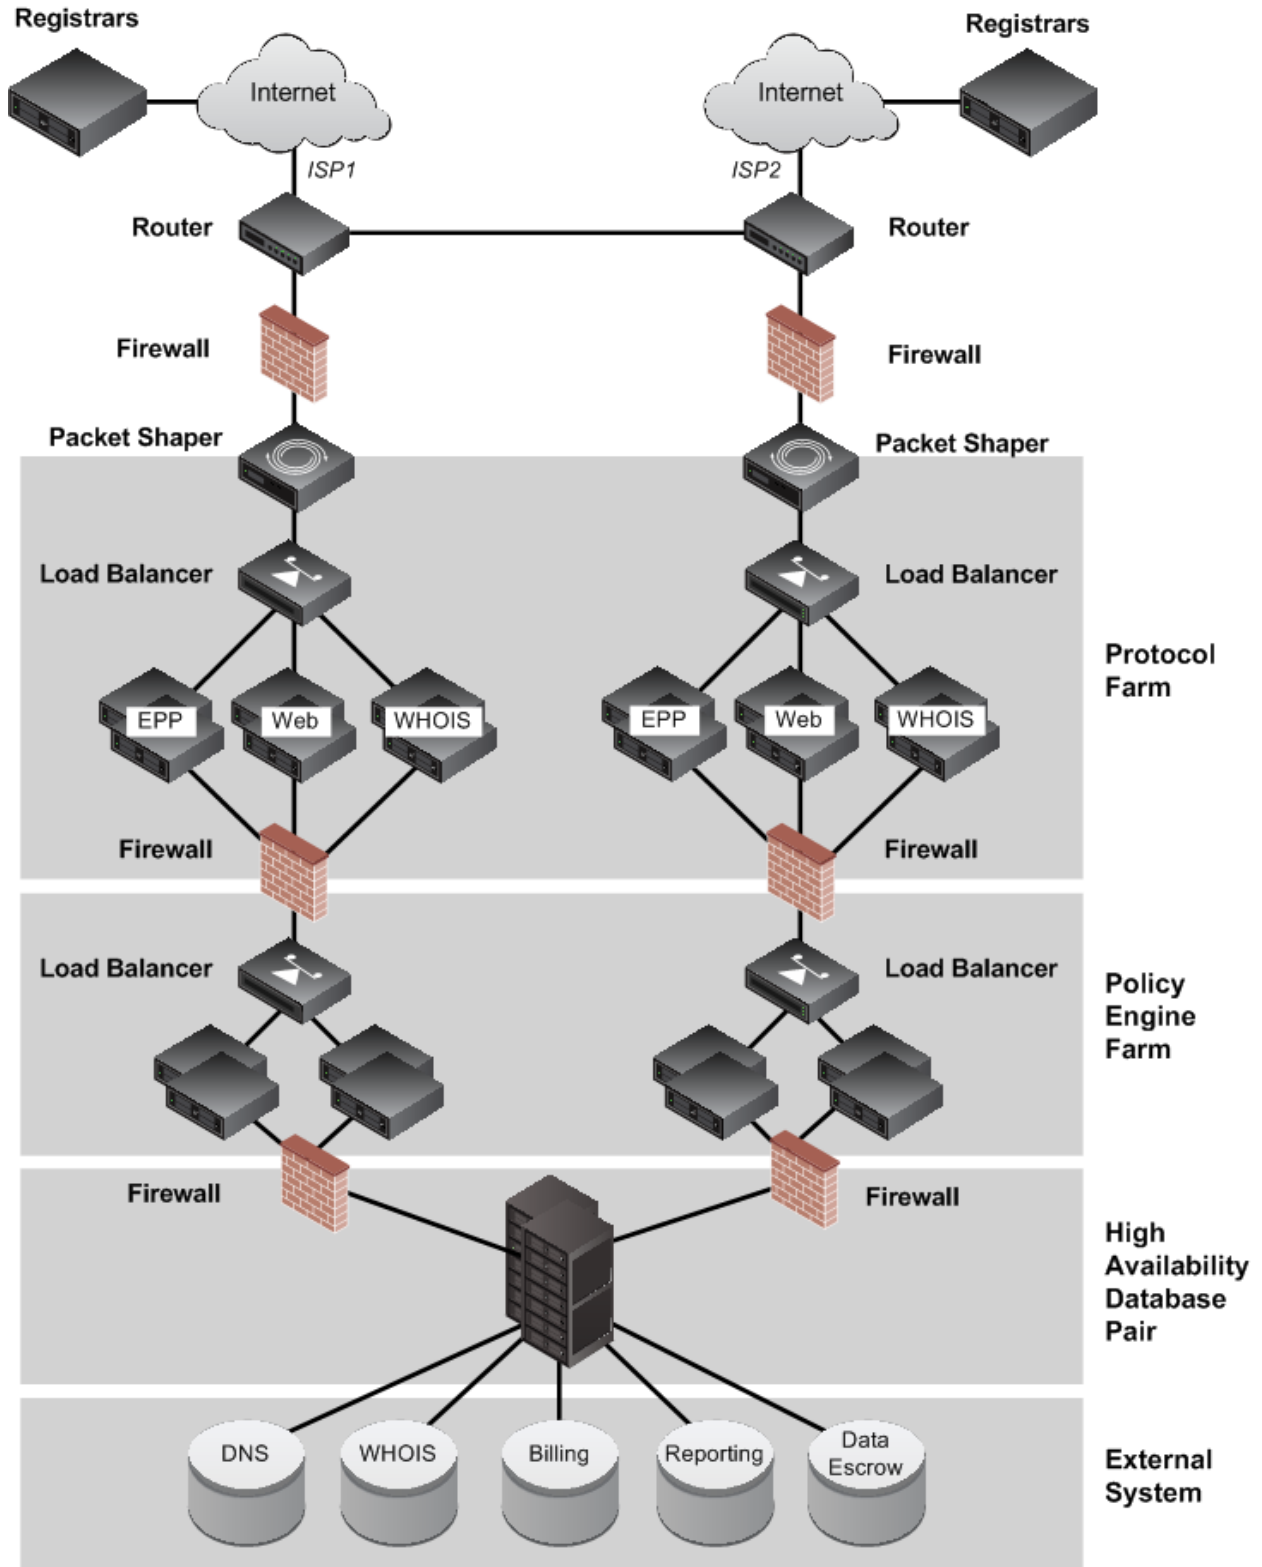 Registrars
Registrars
Internet
Internet
ISP1
ISP2
Router
Router
Firewall
Firewall
Packet Shaper
Packet Shaper
Load Balancer
Load Balancer
Protocol
Farm
EPP
Web
WHOIS
EPP
Web
WHOIS
Firewall
Firewall
Load Balancer
Load Balancer
Policy
Engine
Farm
Firewall
Firewall
High
Availability
Database
Pair
DNS
WHOIS
Billing
Reporting
Data
Escrow
External
System